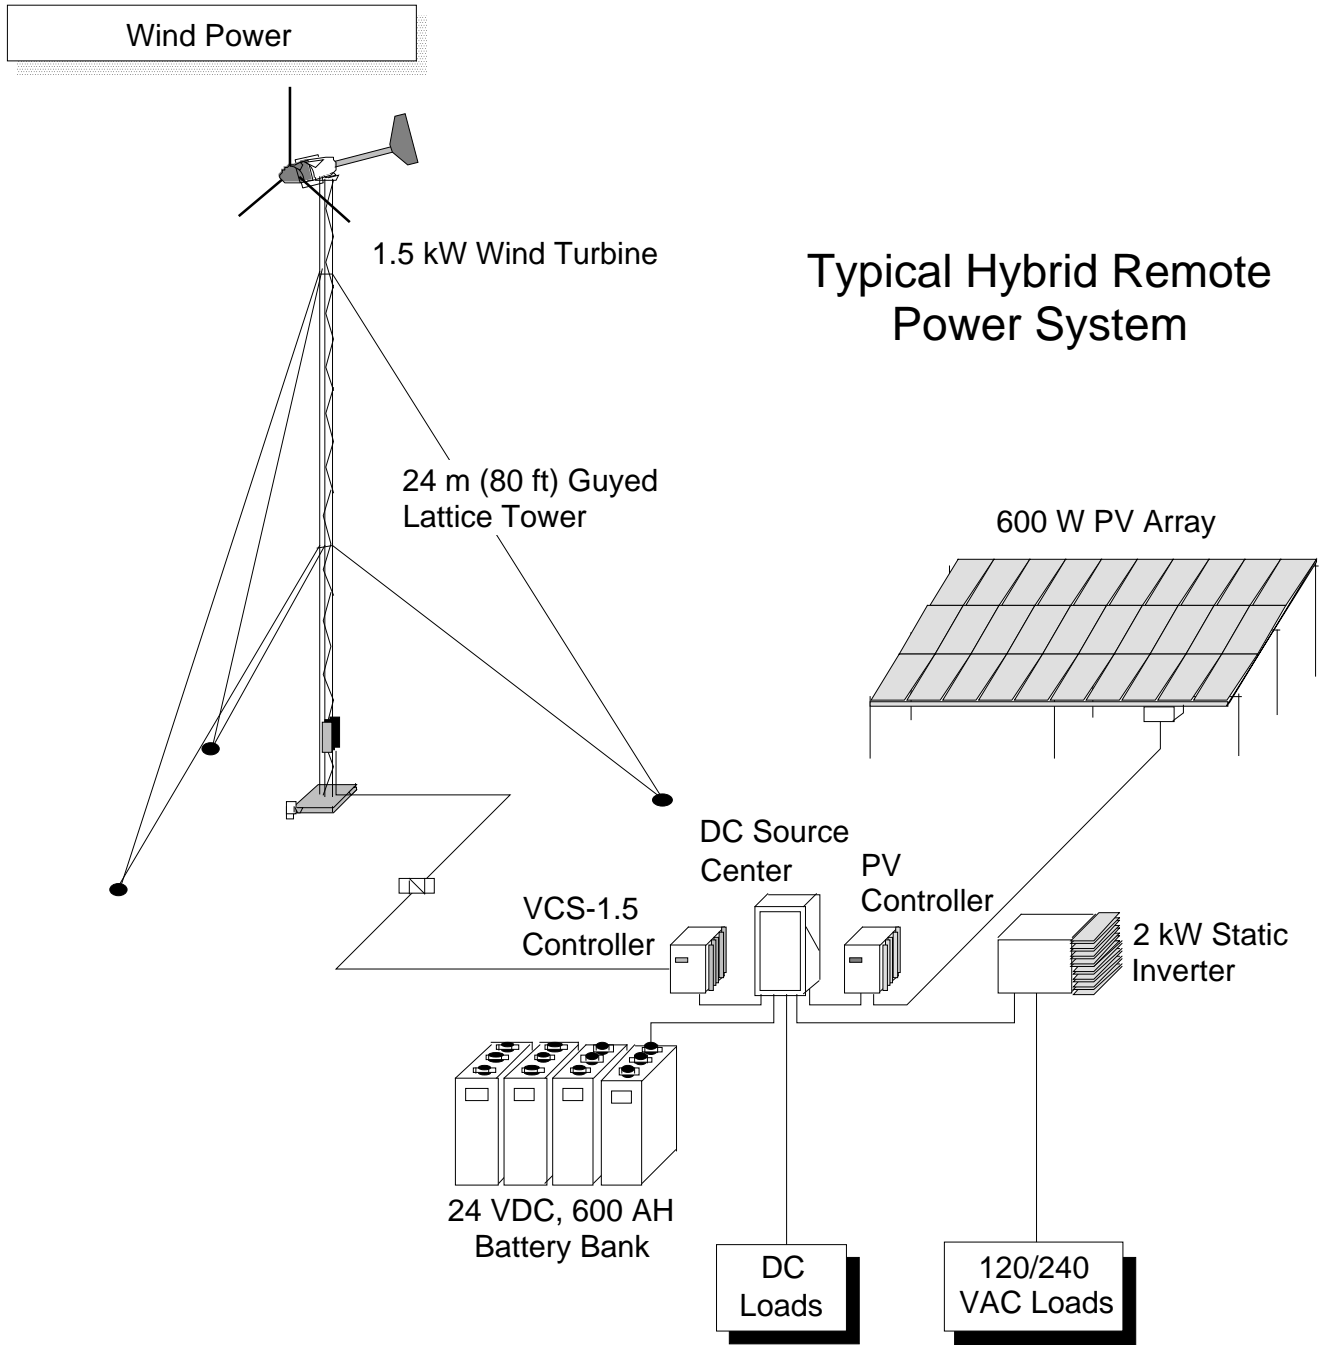 Wind Power
1.5 kW Wind Turbine
Typical Hybrid Remote
Power System
24 m (80 ft) Guyed
Lattice Tower
600 W PV Array
DC Source
Center
PV
Controller
VCS-1.5
Controller
2 kW Static
Inverter
24 VDC, 600 AH
Battery Bank
DC
Loads
120/240
VAC Loads